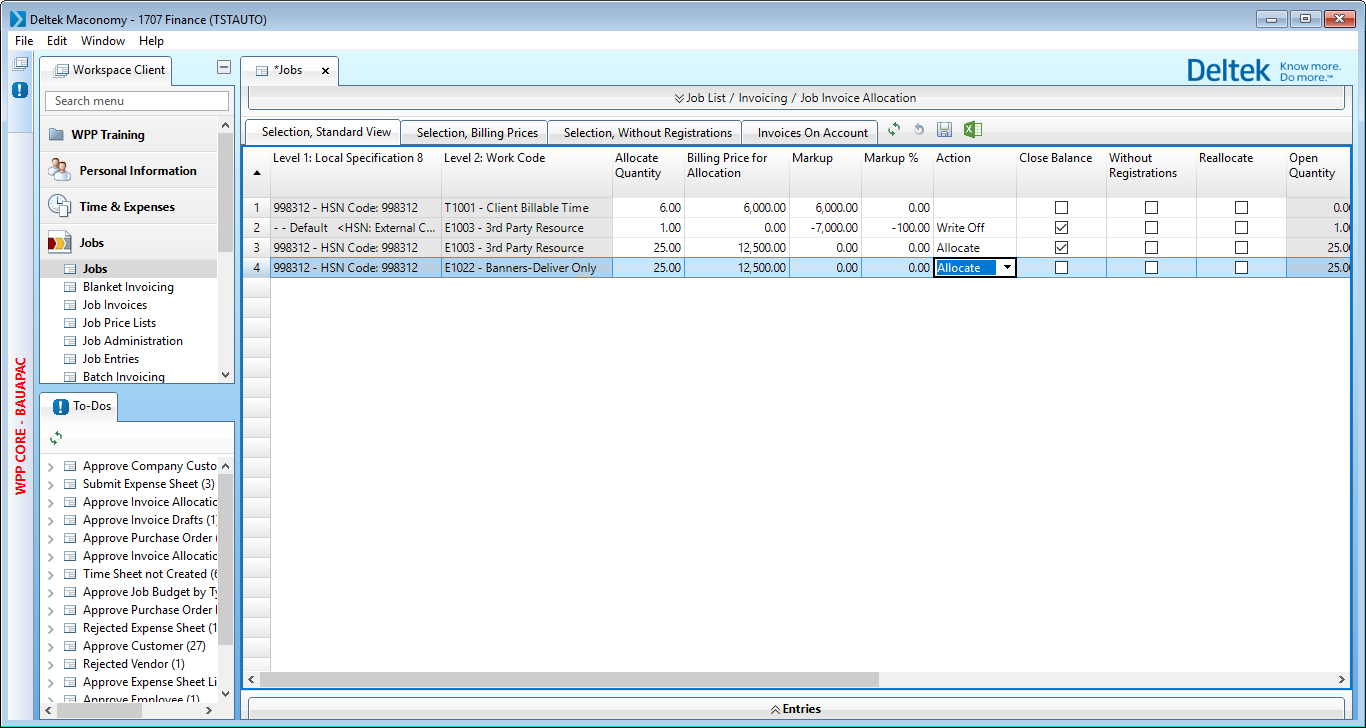 Deltek Maconomy - 1707 Finance (TSTAUTO)
File Edit Window Help
Workspace Client
*Jobs
Deltek Know more. Do more.™
Search menu
Job List / Invoicing / Job Invoice Allocation
WPP Training
Personal Information
Time & Expenses
Jobs
Jobs
Blanket Invoicing
Job Invoices
Job Price Lists
Job Administration
Job Entries
Batch Invoicing
WPP CORE - BAUAPAC
To-Dos
Approve Company Custo
Submit Expense Sheet (3)
Approve Invoice Allocatic
Approve Invoice Drafts (1
Approve Purchase Order (
Approve Invoice Allocatic
Time Sheet not Created (6
Approve Job Budget by Ty
Approve Purchase Order I
Rejected Expense Sheet (1
Approve Customer (27)
Rejected Vendor (1)
Approve Expense Sheet Li
Approve Employee (1)
Selection, Standard View Selection, Billing Prices Selection, Without Registrations Invoices On Account
Level 1: Local Specification 8 Level 2: Work Code Allocate Quantity Billing Price for Allocation Markup Markup % Action Close Balance Without Registrations Reallocate Open Quantity
1 998312 - HSN Code: 998312 T1001 - Client Billable Time 6.00 6,000.00 6,000.00 0.00 0.00
2 - - Default <HSN: External C... E1003 - 3rd Party Resource 1.00 0.00 -7,000.00 -100.00 Write Off 1.00
3 998312 - HSN Code: 998312 E1003 - 3rd Party Resource 25.00 12,500.00 0.00 0.00 Allocate 25.00
4 998312 - HSN Code: 998312 E1022 - Banners-Deliver Only 25.00 12,500.00 0.00 0.00 Allocate 25.00
Entries